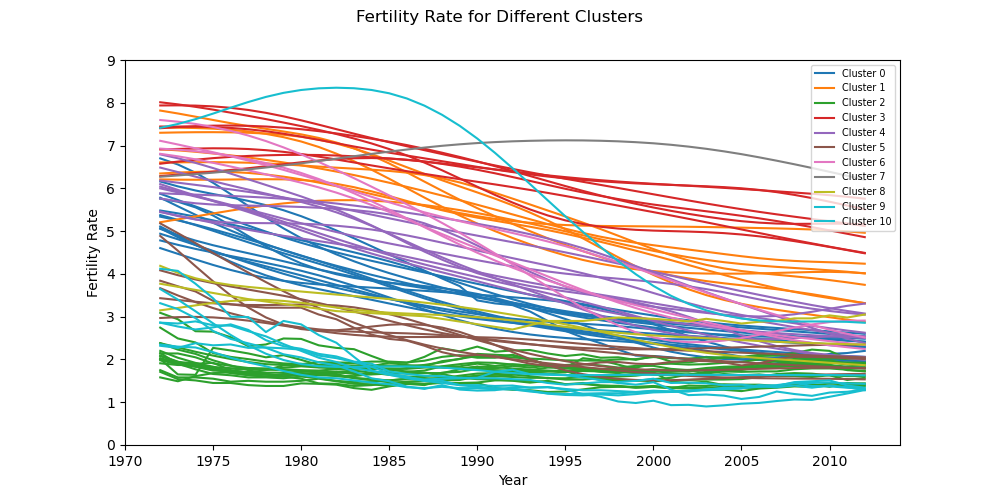 Fertility Rate for Different Clusters
9
8
7
6
5
4
3
2
1
0
Fertility Rate
1970 1975 1980 1985 1990 1995 2000 2005 2010
Year
Cluster 0
Cluster 1
Cluster 2
Cluster 3
Cluster 4
Cluster 5
Cluster 6
Cluster 7
Cluster 8
Cluster 9
Cluster 10